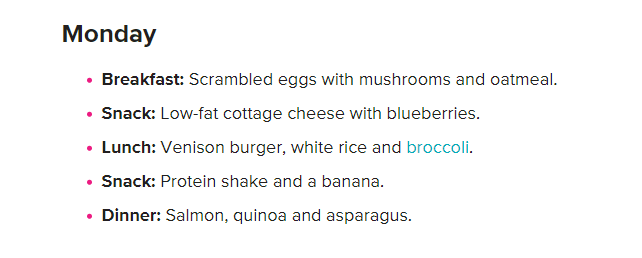 Monday
• Breakfast: Scrambled eggs with mushrooms and oatmeal.
• Snack: Low-fat cottage cheese with blueberries.
• Lunch: Venison burger, white rice and broccoli.
• Snack: Protein shake and a banana.
• Dinner: Salmon, quinoa and asparagus.